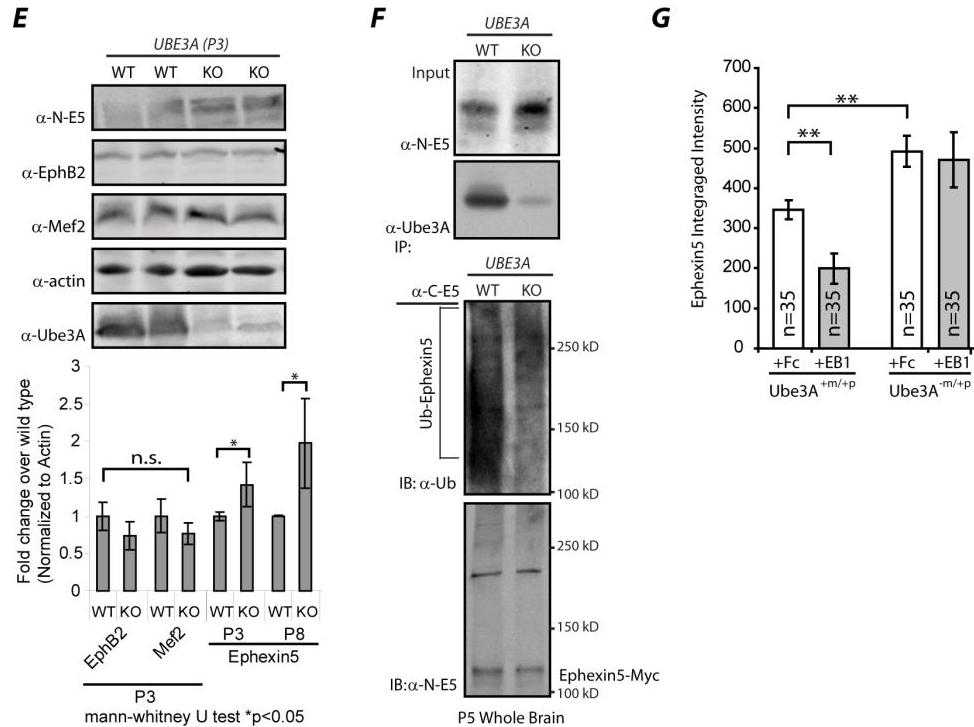 E
UBE3A (P3)
WT WT KO KO
α-N-E5
α-EphB2
α-Mef2
α-actin
α-Ube3A
Fold change over wild type
(Normalized to Actin)
3
2.5
2
1.5
1
0.5
0
n.s.
*
*
WT KO WT KO WT KO WT KO
EphB2 Mef2 P3 P8
Ephexin5
P3
mann-whitney U test *p<0.05
F
UBE3A
WT KO
Input
α-N-E5
α-Ube3A
IP:
UBE3A
α-C-E5 WT KO
Ub-Ephexin5
250 kD
150 kD
100 kD
IB: α-Ub
250 kD
150 kD
Ephexin5-Myc
100 kD
IB:α-N-E5
P5 Whole Brain
G
Ephexin5 Integraged Intensity
700
600
500
400
300
200
100
0
**
**
n=35 n=35 n=35 n=35
+Fc +EB1 +Fc +EB1
Ube3A+m/+p Ube3A-m/+p